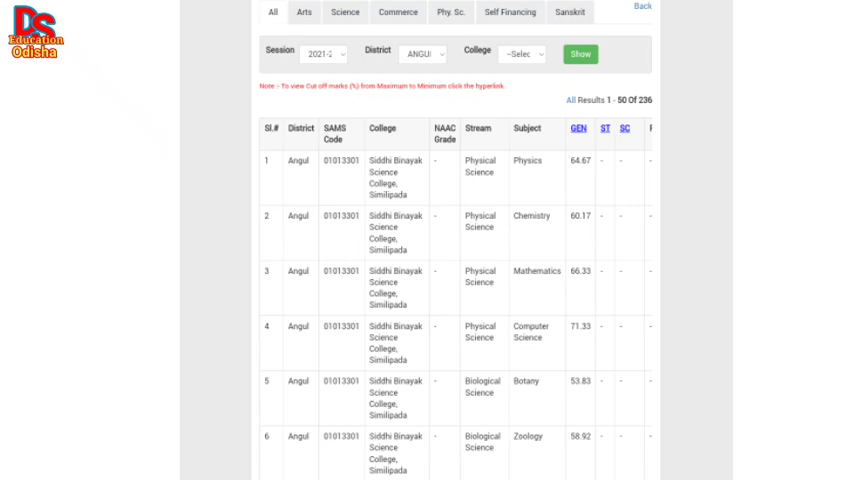 DS
Education
Odisha
All Arts Science Commerce Phy. Sc. Self Financing Sanskrit Back
Session 2021-2 District ANGUl College --Selec Show
Note :- To view Cut off marks (%) from Maximum to Minimum click the hyperlink.
All Results 1 - 50 Of 236
Sl.# District SAMS Code College NAAC Grade Stream Subject GEN ST SC
1 Angul 01013301 Siddhi Binayak Science College, Similipada - Physical Science Physics 64.67 - - -
2 Angul 01013301 Siddhi Binayak Science College, Similipada - Physical Science Chemistry 60.17 - - -
3 Angul 01013301 Siddhi Binayak Science College, Similipada - Physical Science Mathematics 66.33 - - -
4 Angul 01013301 Siddhi Binayak Science College, Similipada - Physical Science Computer Science 71.33 - - -
5 Angul 01013301 Siddhi Binayak Science College, Similipada - Biological Science Botany 53.83 - - -
6 Angul 01013301 Siddhi Binayak Science College, Similipada - Biological Science Zoology 58.92 - - -